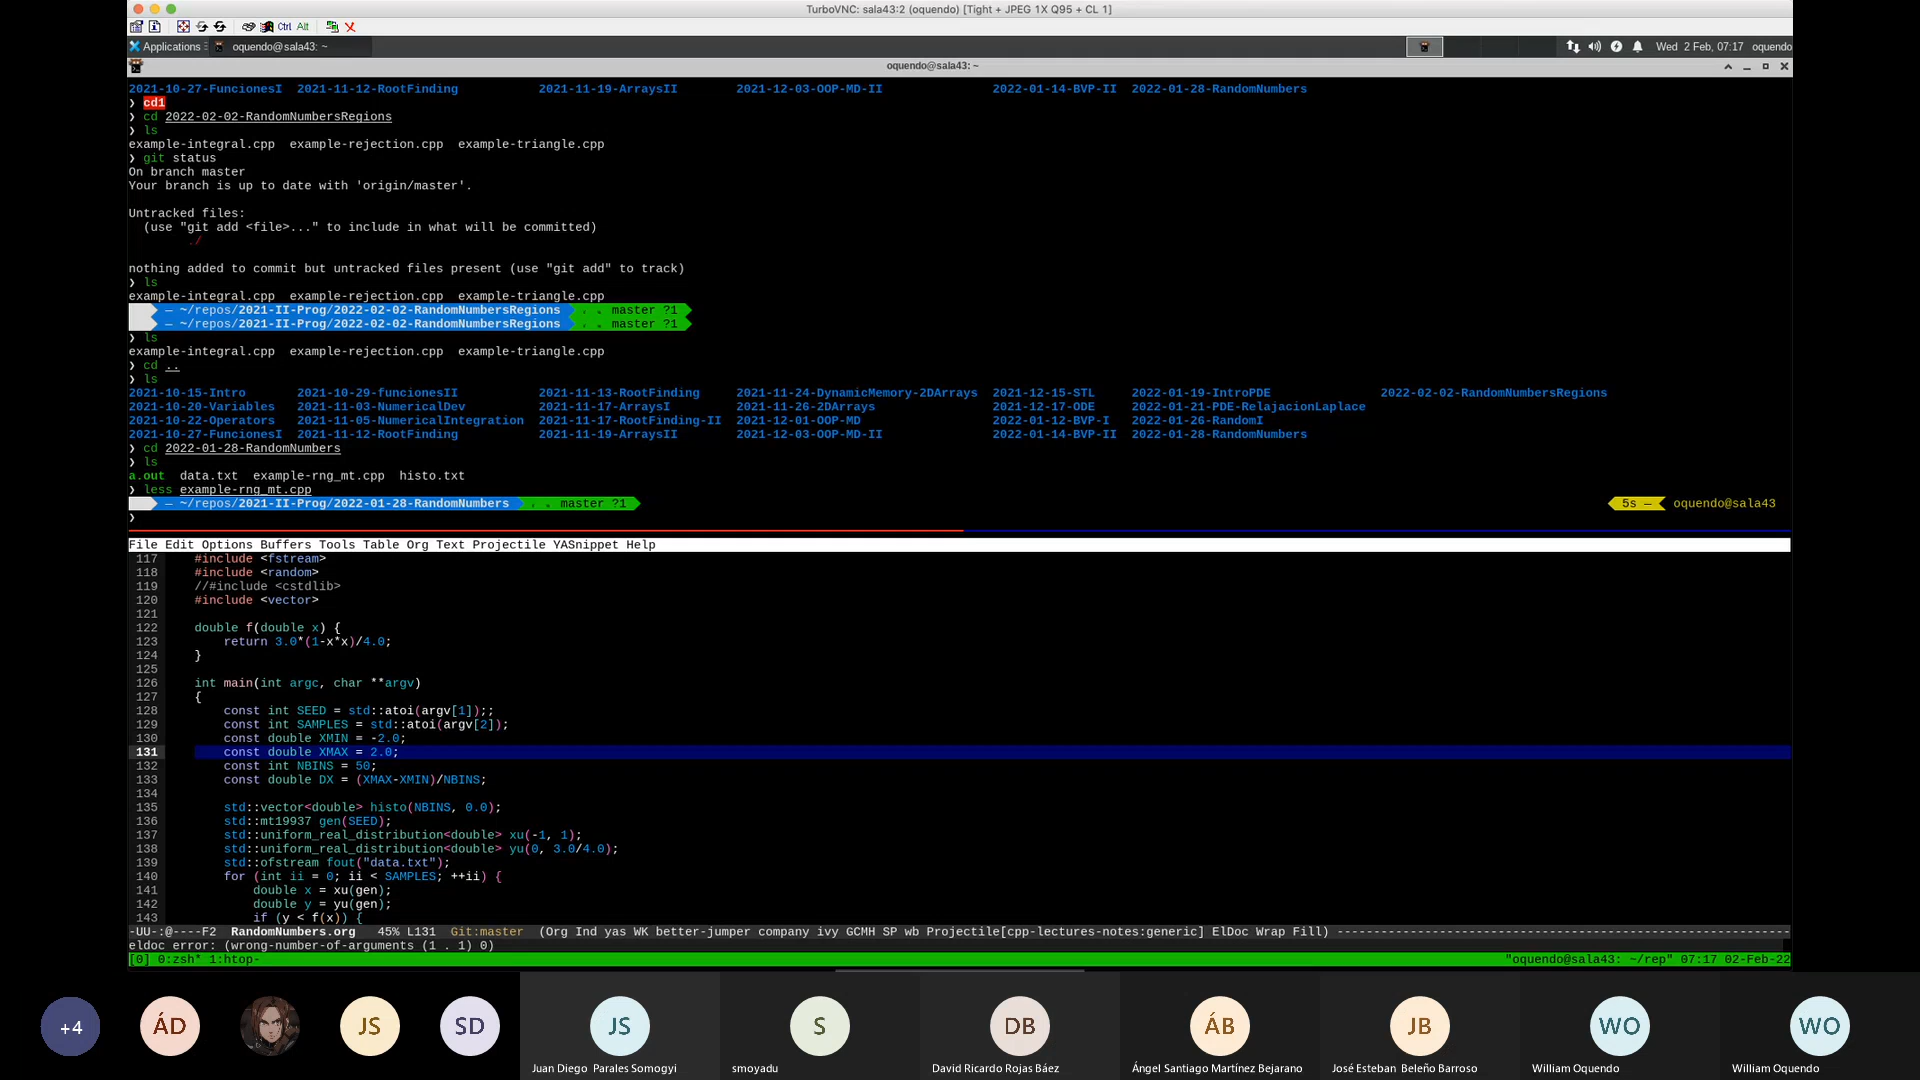 TurboVNC: sala43:2 (oquendo) [Tight + JPEG 1X Q95 + CL 1]
Ctrl Alt
Applications oquendo@sala43: ~ Wed 2 Feb, 07:17 oquendo
oquendo@sala43: ~
2021-10-27-FuncionesI 2021-11-12-RootFinding 2021-11-19-ArraysII 2021-12-03-OOP-MD-II 2022-01-14-BVP-II 2022-01-28-RandomNumbers
❯ cd1
❯ cd 2022-02-02-RandomNumbersRegions
❯ ls
example-integral.cpp example-rejection.cpp example-triangle.cpp
❯ git status
On branch master
Your branch is up to date with 'origin/master'.
Untracked files:
(use "git add <file>..." to include in what will be committed)
./
nothing added to commit but untracked files present (use "git add" to track)
❯ ls
example-integral.cpp example-rejection.cpp example-triangle.cpp
— ~/repos/2021-II-Prog/2022-02-02-RandomNumbersRegions master ?1
— ~/repos/2021-II-Prog/2022-02-02-RandomNumbersRegions master ?1
❯ ls
example-integral.cpp example-rejection.cpp example-triangle.cpp
❯ cd ..
❯ ls
2021-10-15-Intro 2021-10-29-funcionesII 2021-11-13-RootFinding 2021-11-24-DynamicMemory-2DArrays 2021-12-15-STL 2022-01-19-IntroPDE 2022-02-02-RandomNumbersRegions
2021-10-20-Variables 2021-11-03-NumericalDev 2021-11-17-ArraysI 2021-11-26-2DArrays 2021-12-17-ODE 2022-01-21-PDE-RelajacionLaplace
2021-10-22-Operators 2021-11-05-NumericalIntegration 2021-11-17-RootFinding-II 2021-12-01-OOP-MD 2022-01-12-BVP-I 2022-01-26-RandomI
2021-10-27-FuncionesI 2021-11-12-RootFinding 2021-11-19-ArraysII 2021-12-03-OOP-MD-II 2022-01-14-BVP-II 2022-01-28-RandomNumbers
❯ cd 2022-01-28-RandomNumbers
❯ ls
a.out data.txt example-rng_mt.cpp histo.txt
❯ less example-rng_mt.cpp
— ~/repos/2021-II-Prog/2022-01-28-RandomNumbers master ?1 5s — oquendo@sala43
❯
File Edit Options Buffers Tools Table Org Text Projectile YASnippet Help
117 #include <fstream>
118 #include <random>
119 //#include <cstdlib>
120 #include <vector>
121
122 double f(double x) {
123 return 3.0*(1-x*x)/4.0;
124 }
125
126 int main(int argc, char **argv)
127 {
128 const int SEED = std::atoi(argv[1]);;
129 const int SAMPLES = std::atoi(argv[2]);
130 const double XMIN = -2.0;
131 const double XMAX = 2.0;
132 const int NBINS = 50;
133 const double DX = (XMAX-XMIN)/NBINS;
134
135 std::vector<double> histo(NBINS, 0.0);
136 std::mt19937 gen(SEED);
137 std::uniform_real_distribution<double> xu(-1, 1);
138 std::uniform_real_distribution<double> yu(0, 3.0/4.0);
139 std::ofstream fout("data.txt");
140 for (int ii = 0; ii < SAMPLES; ++ii) {
141 double x = xu(gen);
142 double y = yu(gen);
143 if (y < f(x)) {
-UU-:@----F2 RandomNumbers.org 45% L131 Git:master (Org Ind yas WK better-jumper company ivy GCMH SP wb Projectile[cpp-lectures-notes:generic] ElDoc Wrap Fill) ----------------------------------------------------------------
eldoc error: (wrong-number-of-arguments (1 . 1) 0)
[0] 0:zsh* 1:htop- "oquendo@sala43: ~/rep" 07:17 02-Feb-22
+4 ÁD JS SD JS S DB ÁB JB WO WO
Juan Diego Parales Somogyi smoyadu David Ricardo Rojas Báez Ángel Santiago Martínez Bejarano José Esteban Beleño Barroso William Oquendo William Oquendo